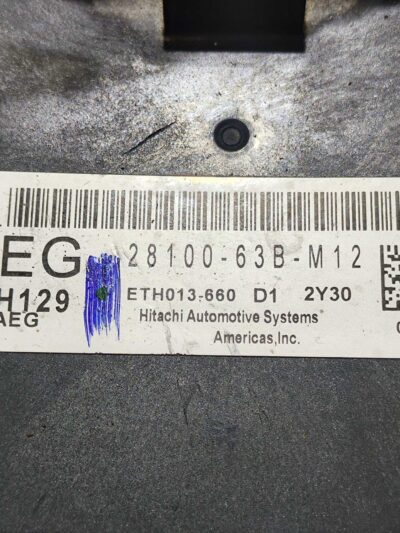 EG 28100-63B-M12
H129 ETH013-660 D1 2Y30
AEG Hitachi Automotive Systems
Americas,Inc.